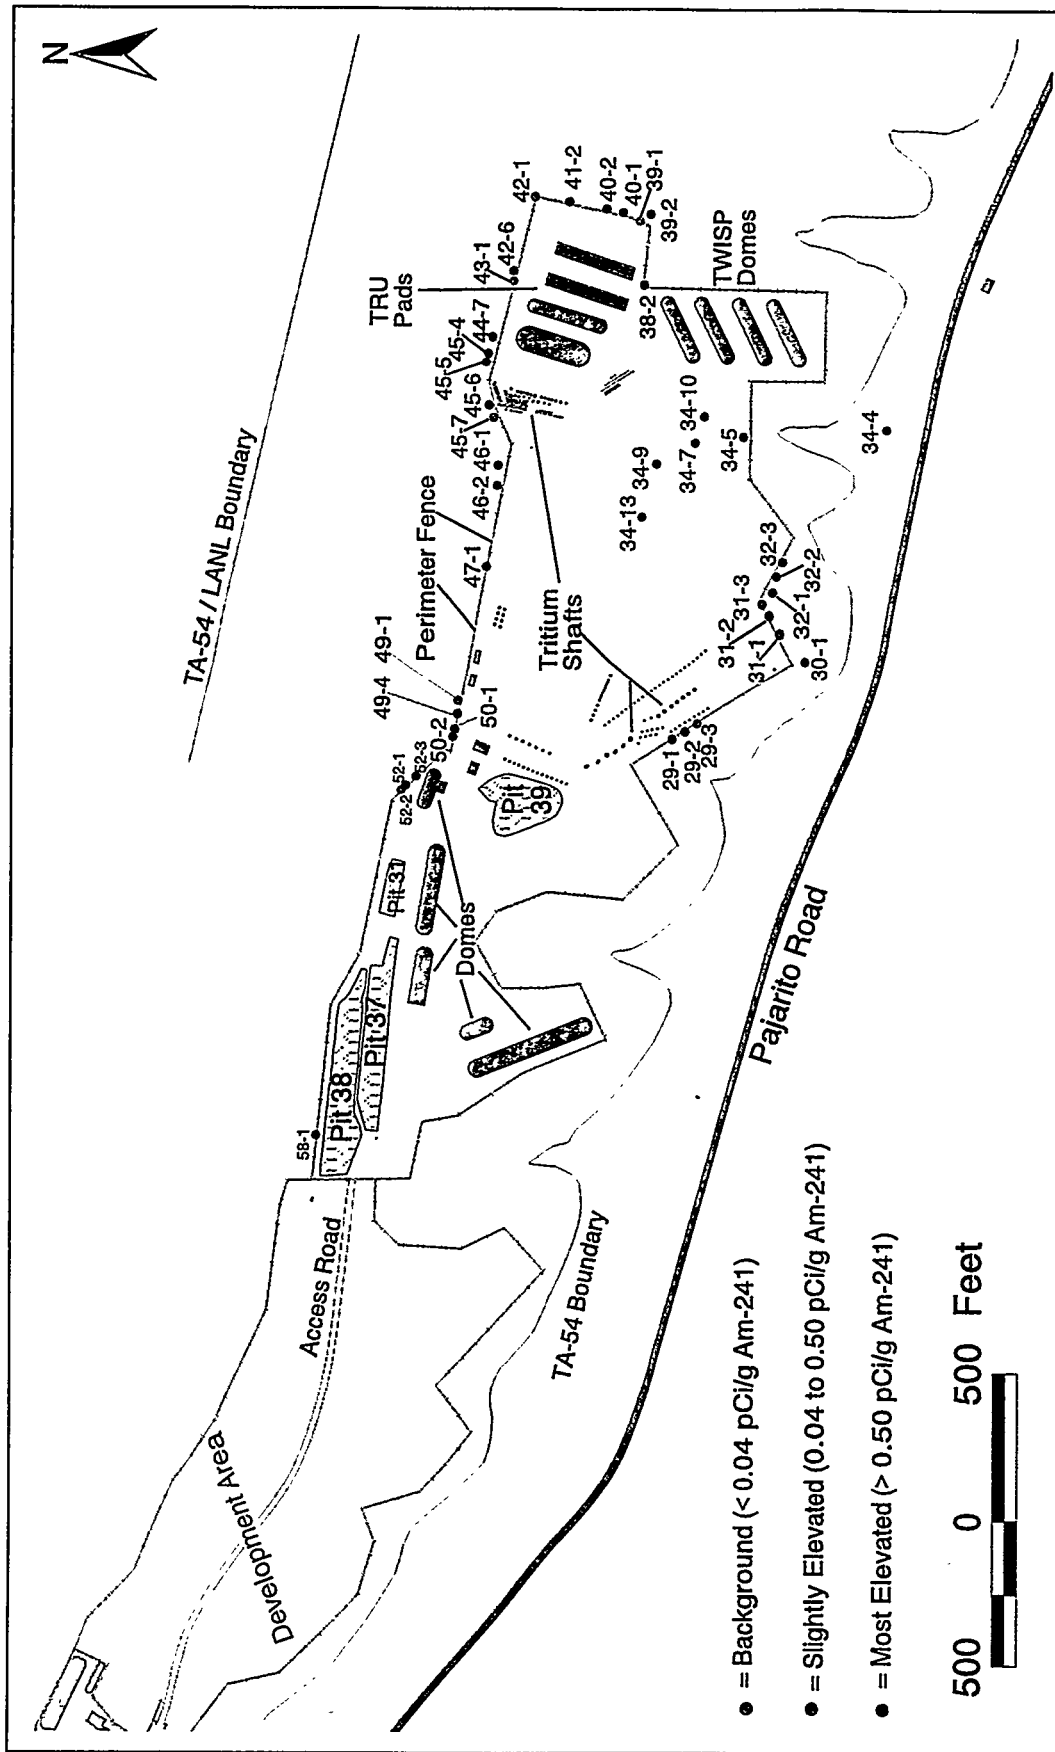 N
TA-54 / LANL Boundary
Perimeter Fence
TRU
Pads
42-1
41-2
40-2
40-1
39-1
39-2
42-6
43-1
44-7
45-4
45-5
45-6
45-7
46-1
46-2
47-1
49-1
49-4
50-1
50-2
52-1
52-3
52-2
58-1
Pit 38
Pit 37
Pit 31
Pit
39
Domes
Tritium
Shafts
TWISP
Domes
38-2
34-10
34-9
34-7
34-5
34-4
34-13
32-3
32-2
32-1
31-3
31-2
31-1
30-1
29-1
29-2
29-3
Access Road
Development Area
TA-54 Boundary
Pajarito Road
= Background (< 0.04 pCi/g Am-241)
= Slightly Elevated (0.04 to 0.50 pCi/g Am-241)
= Most Elevated (> 0.50 pCi/g Am-241)
500 0 500 Feet